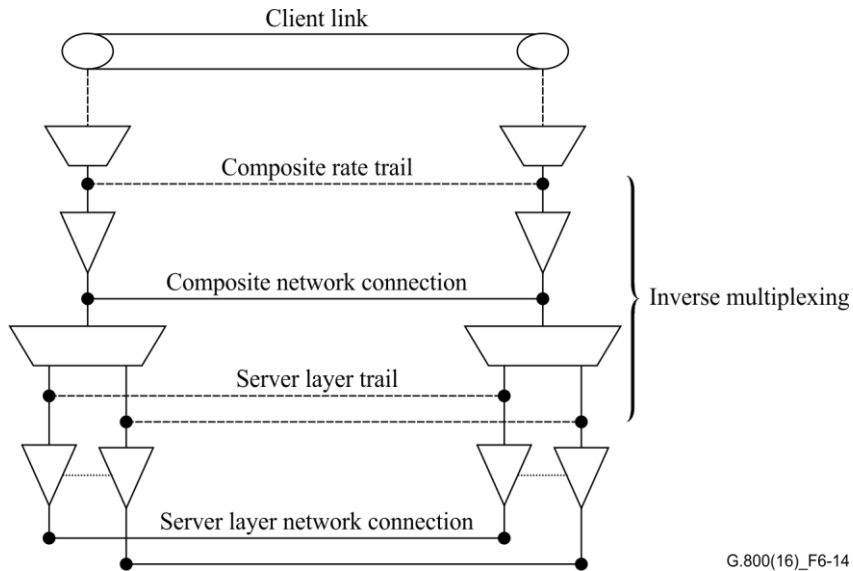 Client link
Composite rate trail
Composite network connection
Inverse multiplexing
Server layer trail
Server layer network connection
G.800(16)_F6-14